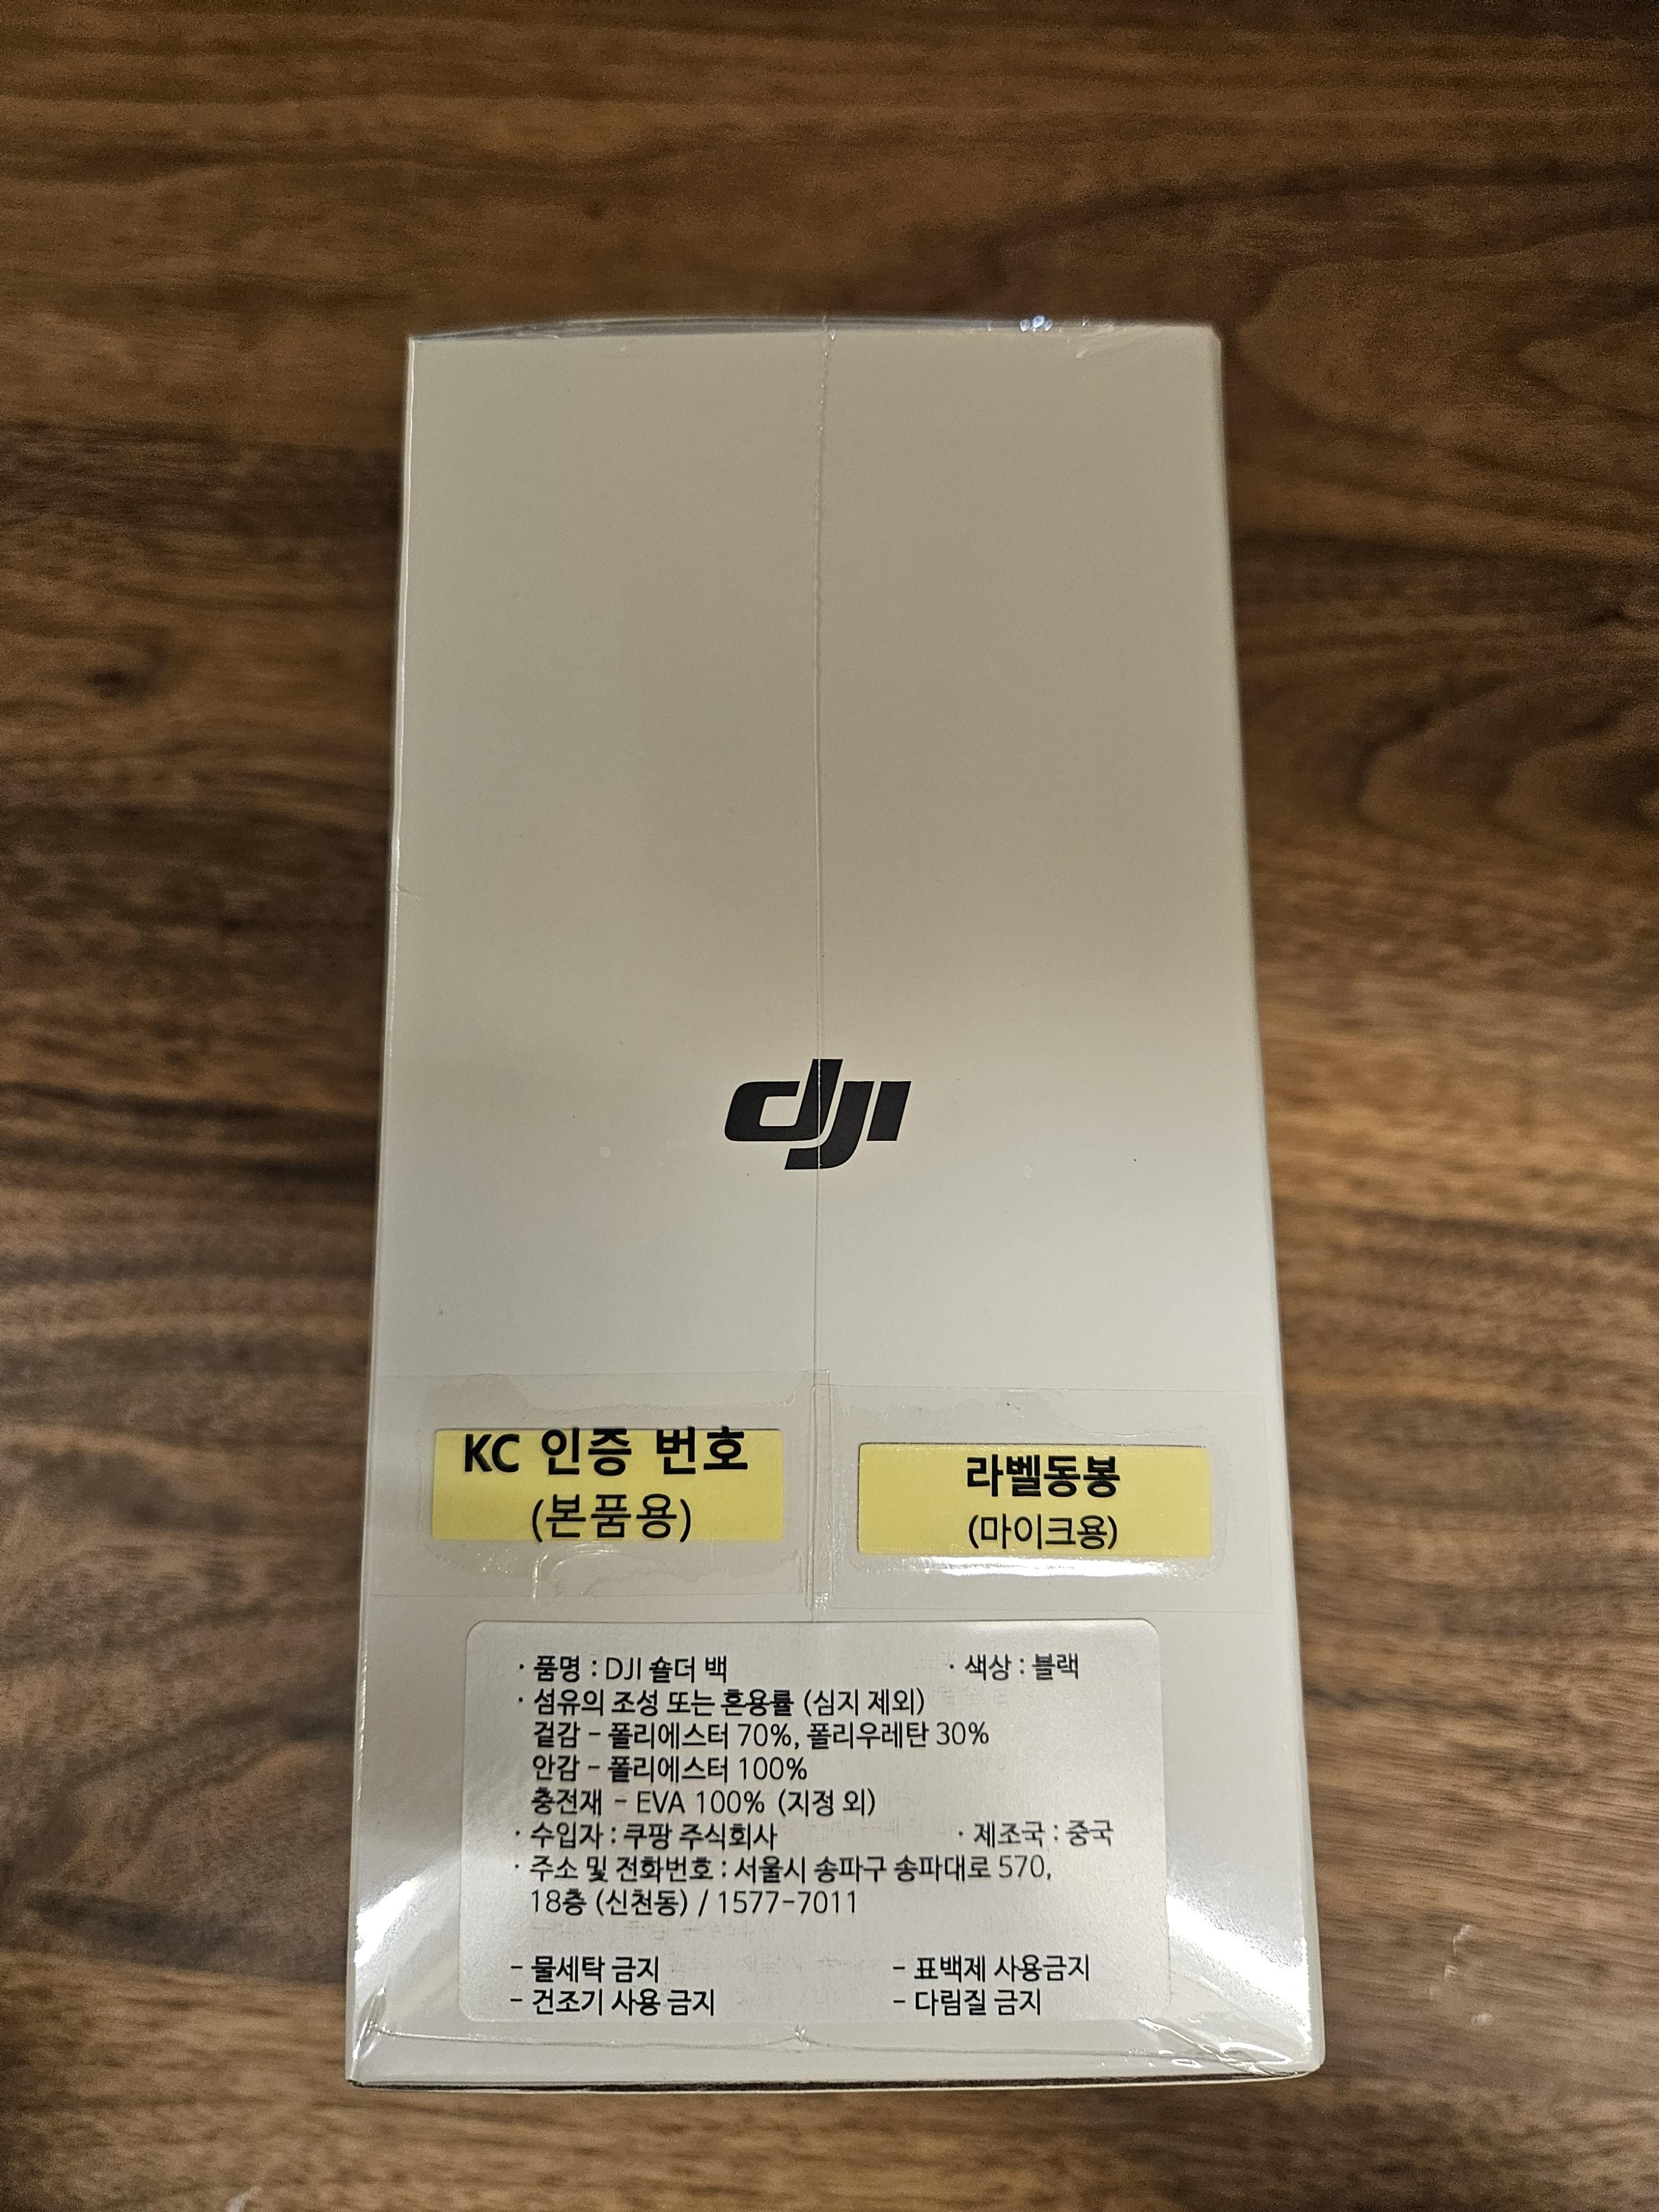 dji
KC 인증 번호
(본품용)
라벨동봉
(마이크용)
· 품명 : DJI 숄더 백 · 색상 : 블랙
· 섬유의 조성 또는 혼용률 (심지 제외)
겉감 - 폴리에스터 70%, 폴리우레탄 30%
안감 - 폴리에스터 100%
충전재 - EVA 100% (지정 외)
· 수입자 : 쿠팡 주식회사 · 제조국 : 중국
· 주소 및 전화번호 : 서울시 송파구 송파대로 570,
18층 (신천동) / 1577-7011
- 물세탁 금지 - 표백제 사용금지
- 건조기 사용 금지 - 다림질 금지